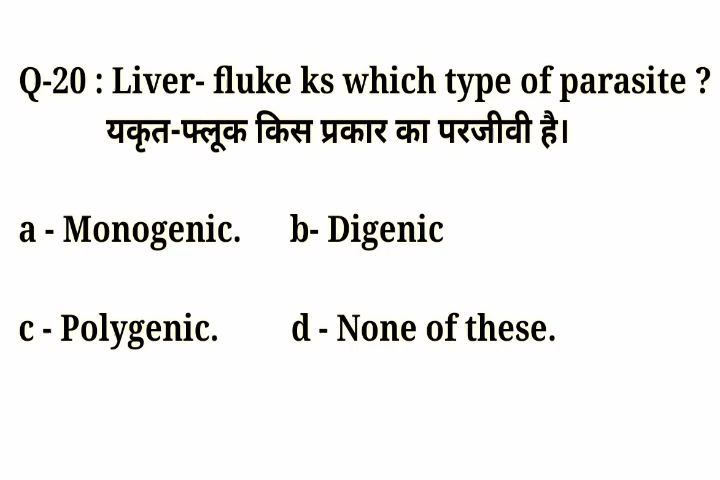 Q-20 : Liver- fluke ks which type of parasite ?
यकृत-फ्लूक किस प्रकार का परजीवी है।
a - Monogenic. b- Digenic
c - Polygenic. d - None of these.